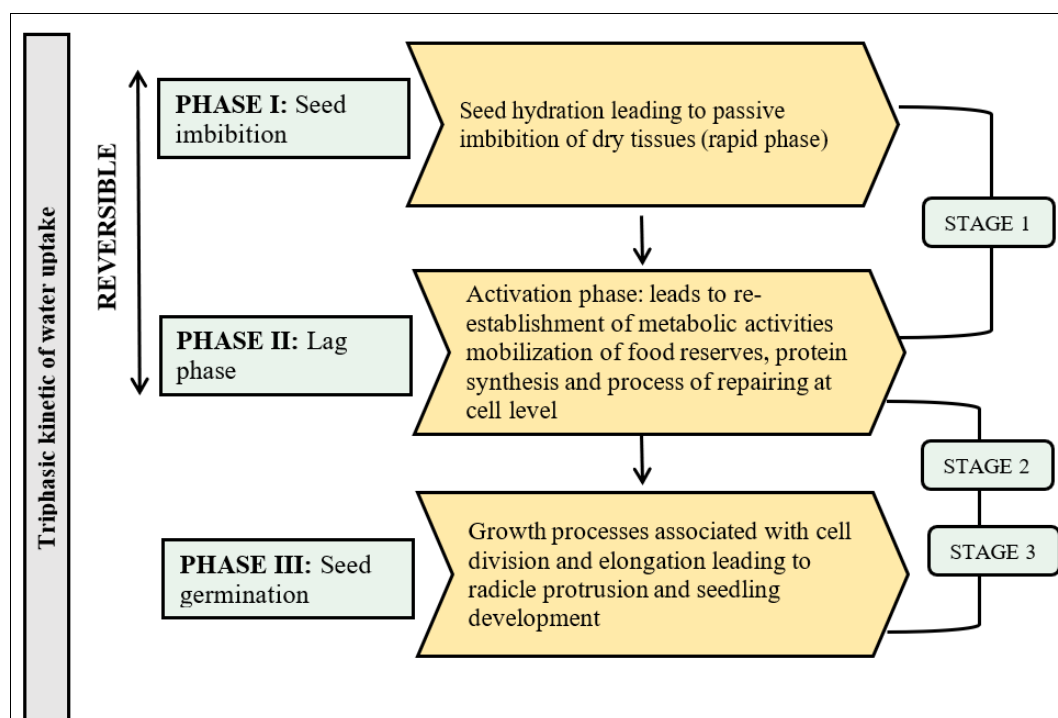 Triphasic kinetic of water uptake
REVERSIBLE
PHASE I: Seed
imbibition
Seed hydration leading to passive
imbibition of dry tissues (rapid phase)
STAGE 1
PHASE II: Lag
phase
Activation phase: leads to re-
establishment of metabolic activities
mobilization of food reserves, protein
synthesis and process of repairing at
cell level
STAGE 2
PHASE III: Seed
germination
Growth processes associated with cell
division and elongation leading to
radicle protrusion and seedling
development
STAGE 3